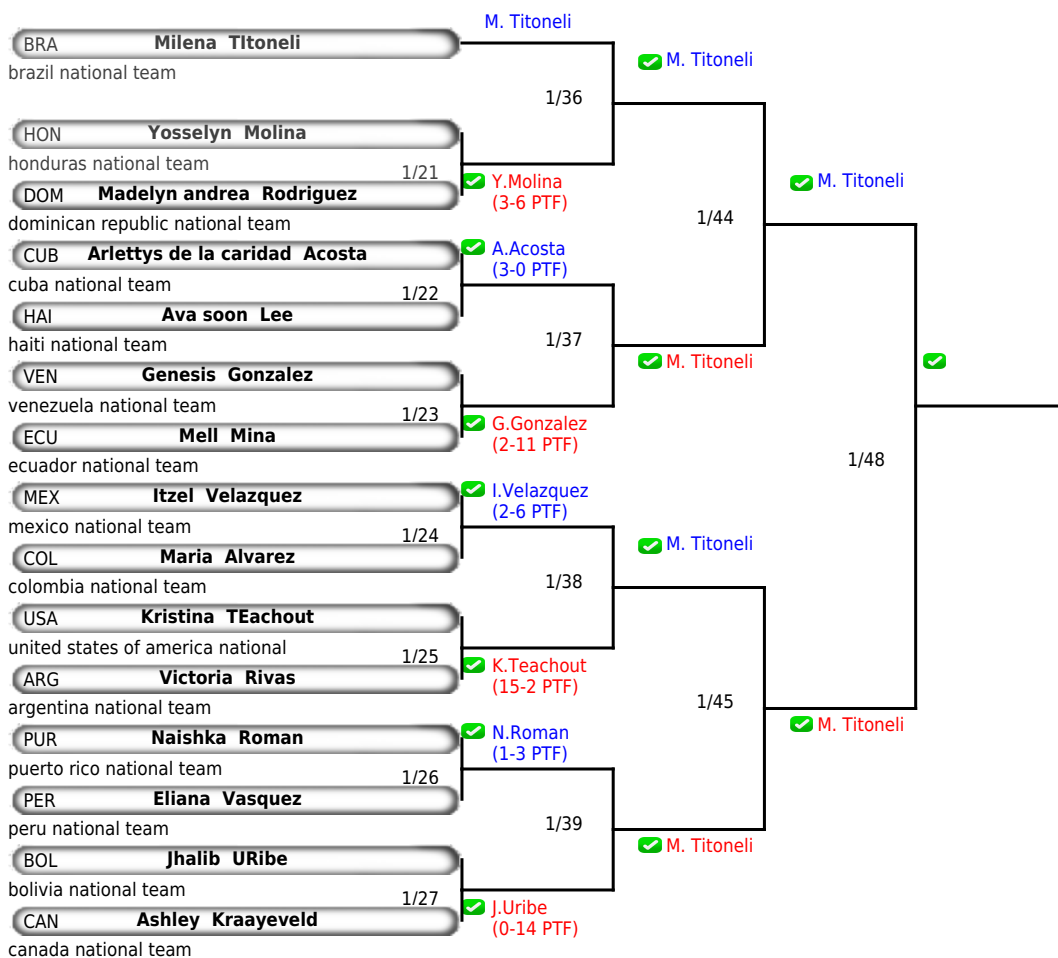 M. Titoneli
BRA Milena TItoneli
brazil national team
M. Titoneli
1/36
HON Yosselyn Molina
honduras national team
1/21
Y.Molina
(3-6 PTF)
DOM Madelyn andrea Rodriguez
dominican republic national team
M. Titoneli
1/44
CUB Arlettys de la caridad Acosta
A.Acosta
(3-0 PTF)
cuba national team
1/22
HAI Ava soon Lee
haiti national team
1/37
M. Titoneli
VEN Genesis Gonzalez
venezuela national team
1/23
G.Gonzalez
(2-11 PTF)
ECU Mell Mina
ecuador national team
1/48
MEX Itzel Velazquez
I.Velazquez
(2-6 PTF)
mexico national team
1/24
COL Maria Alvarez
colombia national team
M. Titoneli
1/38
USA Kristina TEachout
united states of america national
1/25
K.Teachout
(15-2 PTF)
ARG Victoria Rivas
argentina national team
1/45
M. Titoneli
PUR Naishka Roman
N.Roman
(1-3 PTF)
puerto rico national team
1/26
PER Eliana Vasquez
peru national team
1/39
M. Titoneli
BOL Jhalib URibe
bolivia national team
1/27
J.Uribe
(0-14 PTF)
CAN Ashley Kraayeveld
canada national team